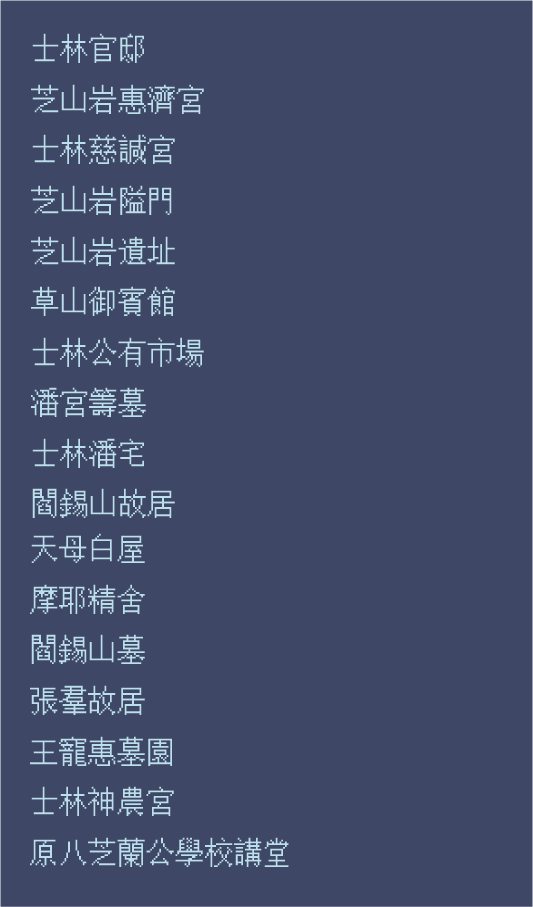 士林官邸
芝山岩惠濟宮
士林慈諴宮
芝山岩隘門
芝山岩遺址
草山御賓館
士林公有市場
潘宮籌墓
士林潘宅
閻錫山故居
天母白屋
摩耶精舍
閻錫山墓
張羣故居
王寵惠墓園
士林神農宮
原八芝蘭公學校講堂